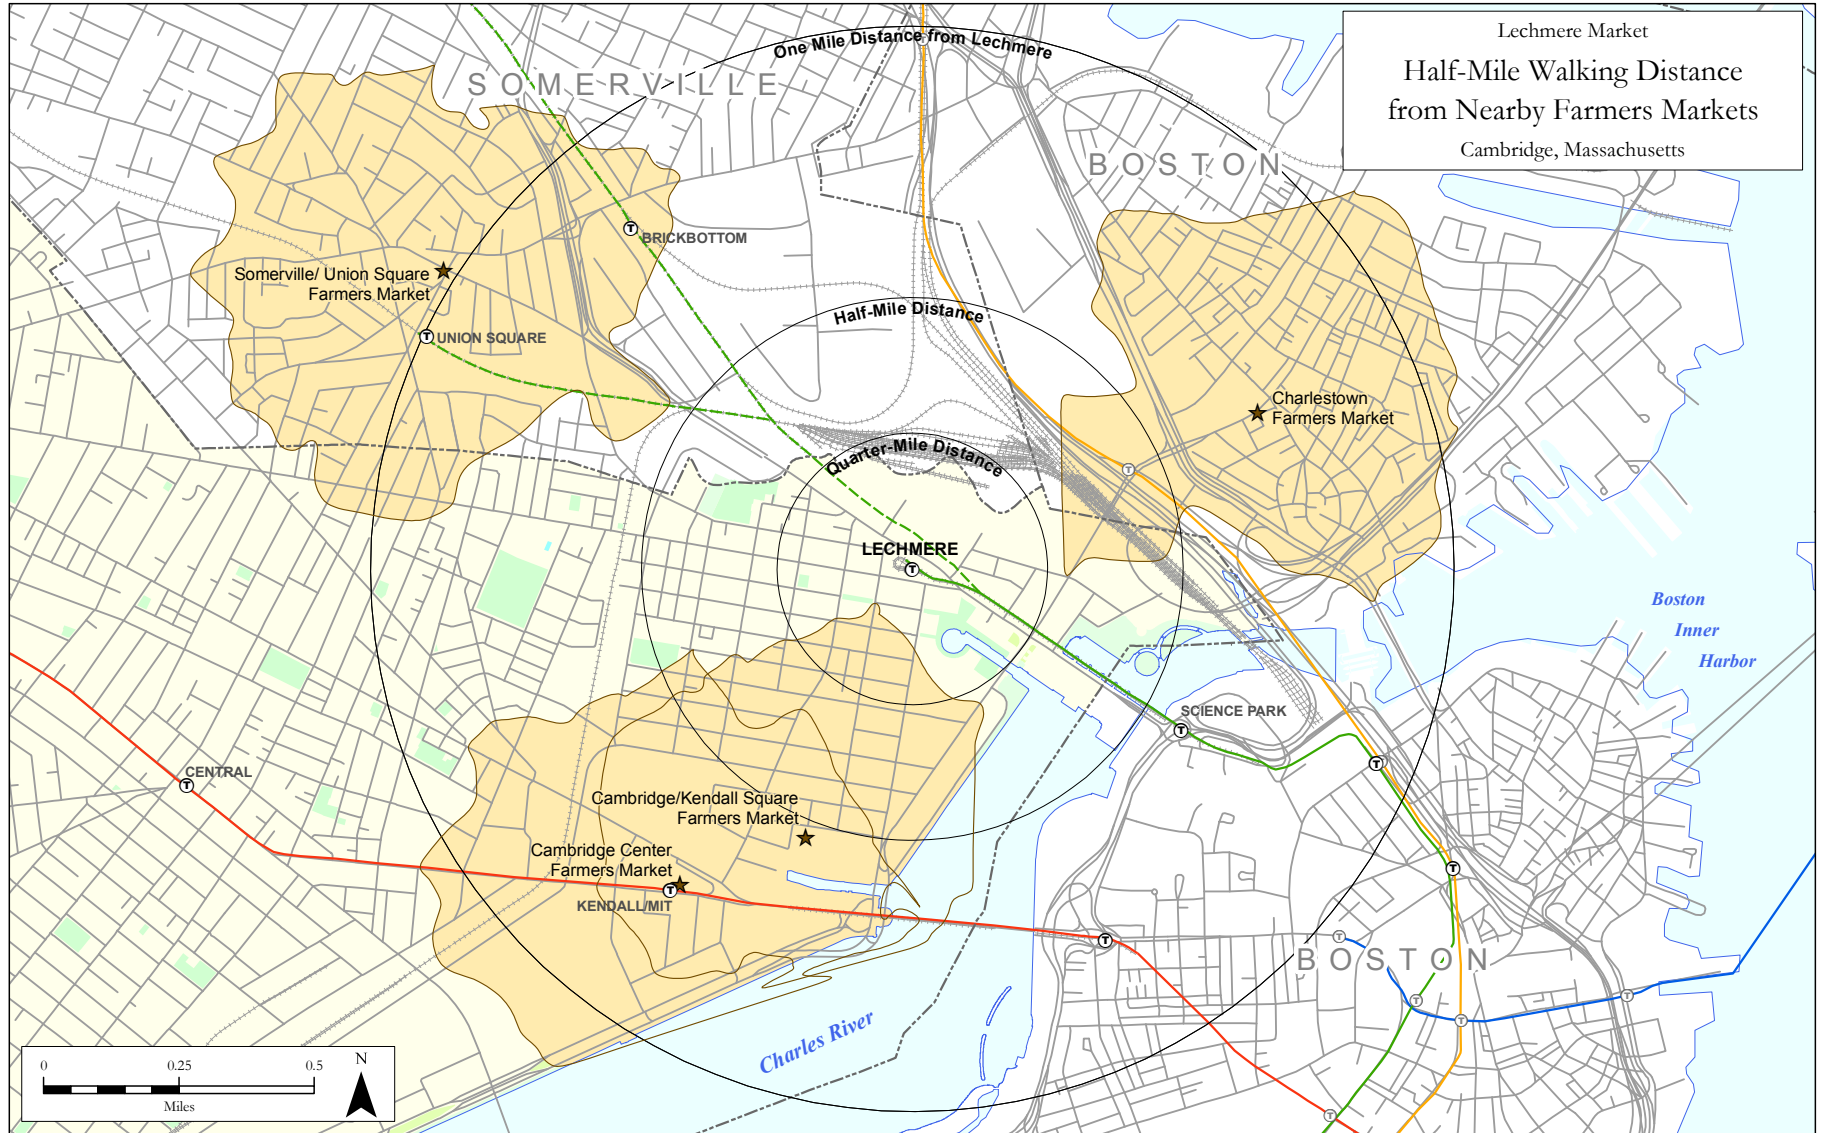 Lechmere Market
Half-Mile Walking Distance
from Nearby Farmers Markets
Cambridge, Massachusetts
One Mile Distance from Lechmere
SOMERVILLE
BOSTON
T
BRICKBOTTOM
Somerville/ Union Square
Farmers Market
T
UNION SQUARE
Half-Mile Distance
Charlestown
Farmers Market
Quarter-Mile Distance
T
LECHMERE
T
Boston
Inner
Harbor
SCIENCE PARK
T
T
CENTRAL
T
Cambridge/Kendall Square
Farmers Market
Cambridge Center
Farmers Market
T
KENDALL/MIT
T
T
T
BOSTON
T
T
T
Charles River
T
0 0.25 0.5
Miles
N